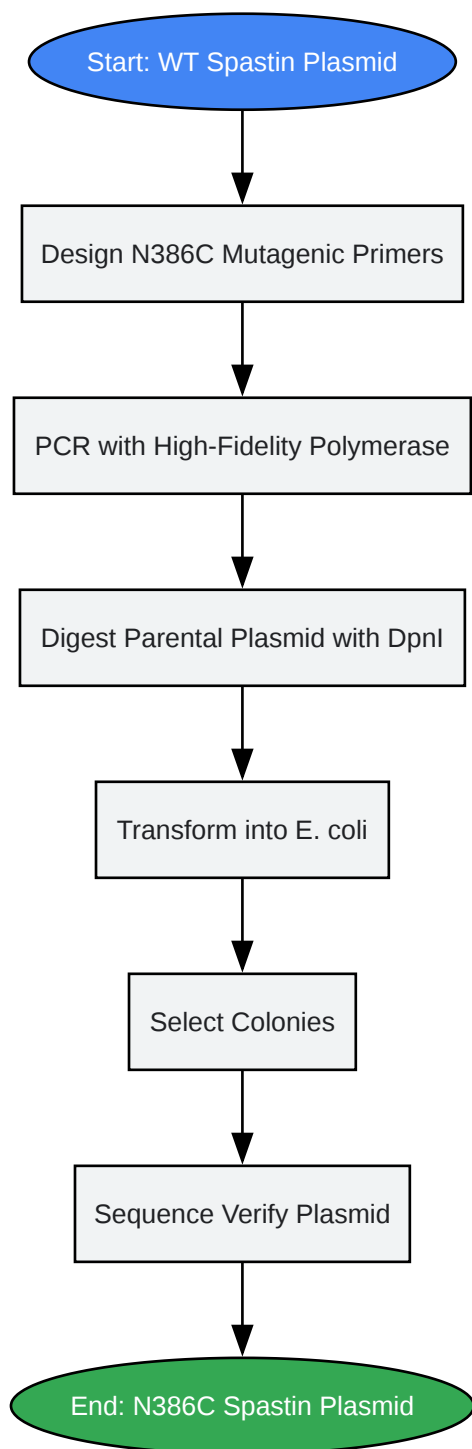 Start: WT Spastin Plasmid
Design N386C Mutagenic Primers
PCR with High-Fidelity Polymerase
Digest Parental Plasmid with DpnI
Transform into E. coli
Select Colonies
Sequence Verify Plasmid
End: N386C Spastin Plasmid